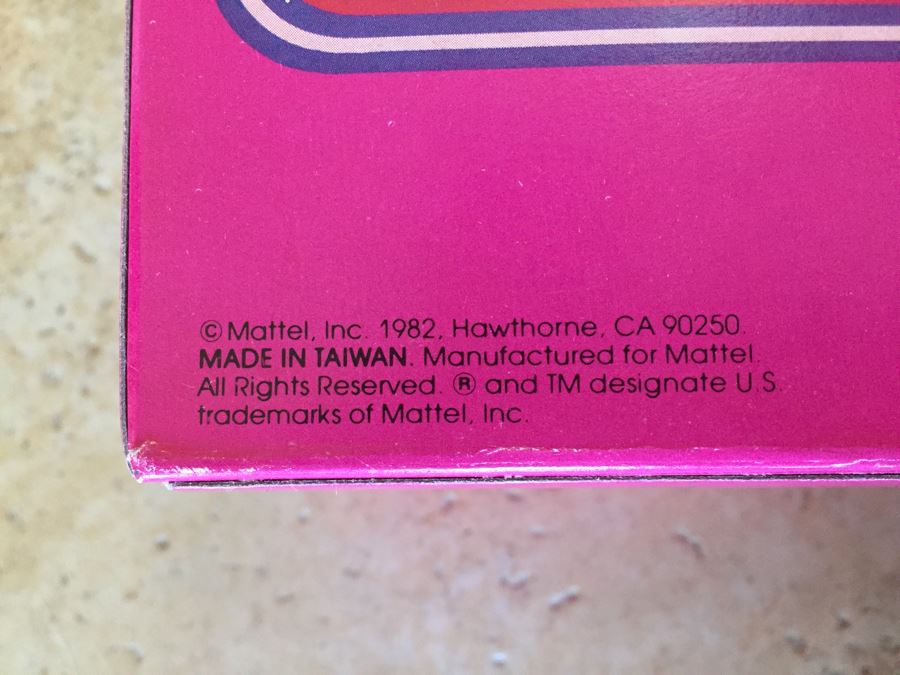 ©Mattel, Inc. 1982, Hawthorne, CA 90250.
MADE IN TAIWAN. Manufactured for Mattel.
All Rights Reserved. ® and TM designate U.S.
trademarks of Mattel, Inc.